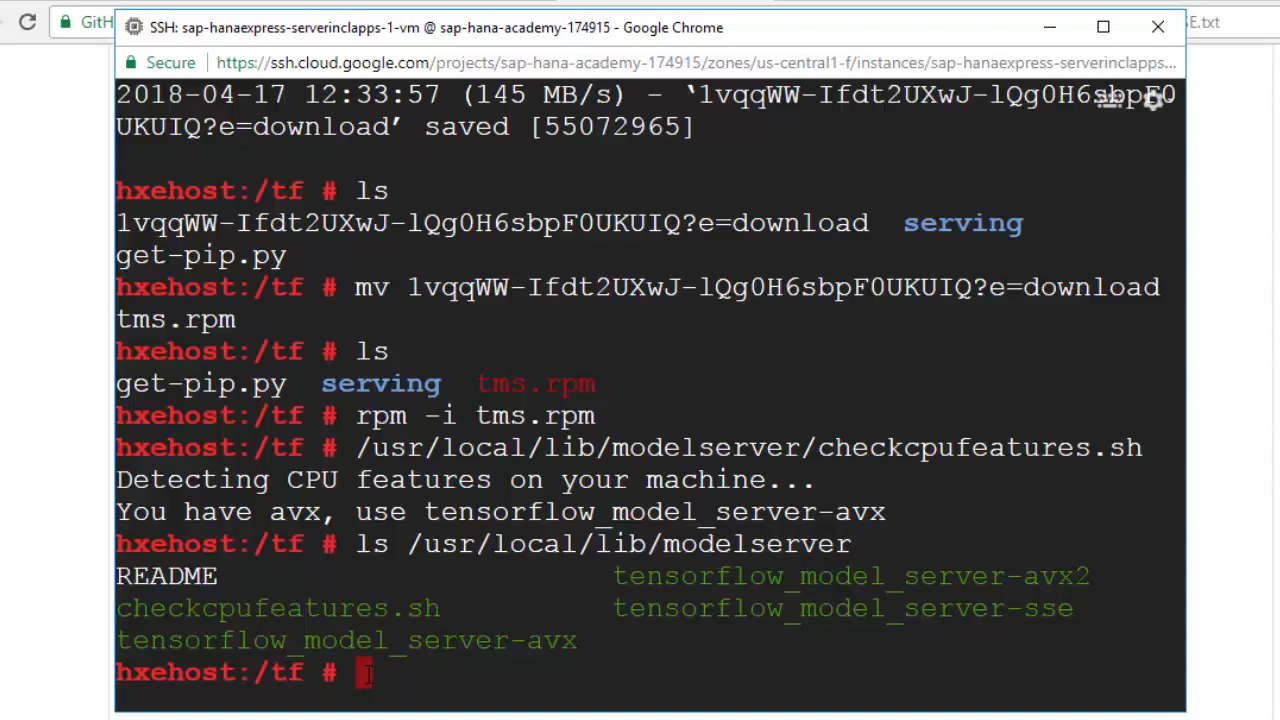 GitH
SSH: sap-hanaexpress-serverinclapps-1-vm @ sap-hana-academy-174915 - Google Chrome
E.txt
Secure
https://ssh.cloud.google.com/projects/sap-hana-academy-174915/zones/us-central1-f/instances/sap-hanaexpress-serverinclapps...
2018-04-17 12:33:57 (145 MB/s) - ‘1vqqWW-Ifdt2UXwJ-lQg0H6sbpF0
UKUIQ?e=download’ saved [55072965]
hxehost:/tf # ls
1vqqWW-Ifdt2UXwJ-lQg0H6sbpF0UKUIQ?e=download serving
get-pip.py
hxehost:/tf # mv 1vqqWW-Ifdt2UXwJ-lQg0H6sbpF0UKUIQ?e=download
tms.rpm
hxehost:/tf # ls
get-pip.py serving tms.rpm
hxehost:/tf # rpm -i tms.rpm
hxehost:/tf # /usr/local/lib/modelserver/checkcpufeatures.sh
Detecting CPU features on your machine...
You have avx, use tensorflow_model_server-avx
hxehost:/tf # ls /usr/local/lib/modelserver
README tensorflow_model_server-avx2
checkcpufeatures.sh tensorflow_model_server-sse
tensorflow_model_server-avx
hxehost:/tf #